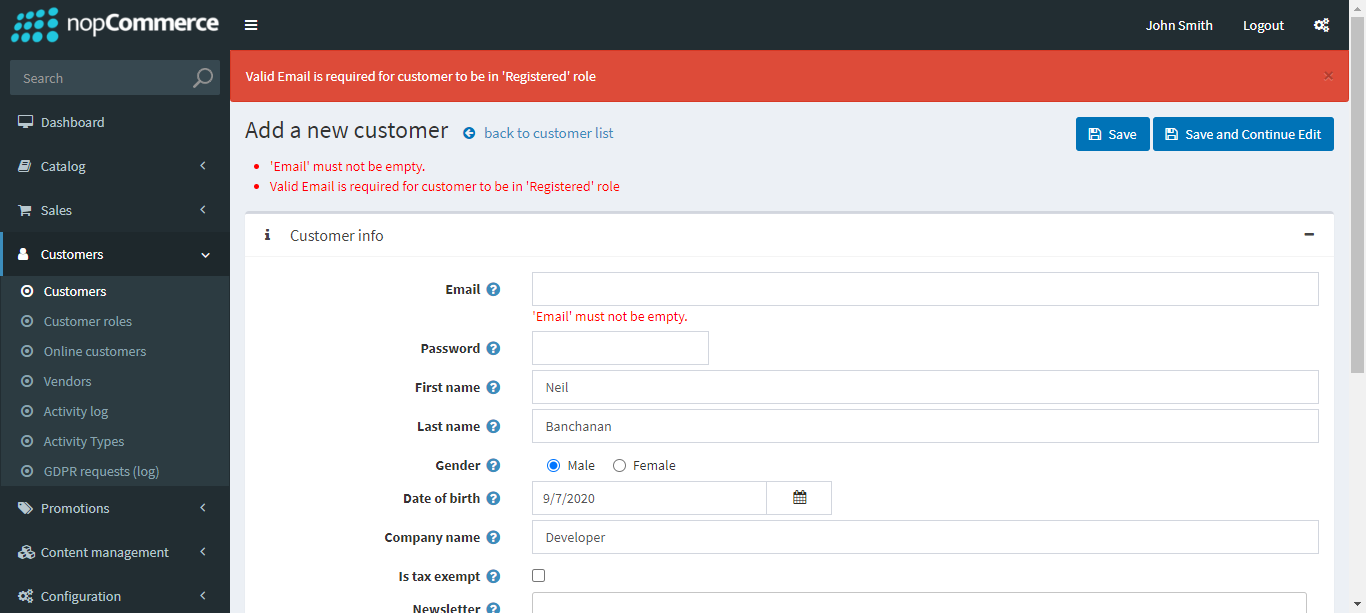 nopCommerce
John Smith
Logout
Search
Valid Email is required for customer to be in 'Registered' role
×
Dashboard
Catalog
Sales
Customers
Customers
Customer roles
Online customers
Vendors
Activity log
Activity Types
GDPR requests (log)
Promotions
Content management
Configuration
Add a new customer
back to customer list
Save
Save and Continue Edit
'Email' must not be empty.
Valid Email is required for customer to be in 'Registered' role
Customer info
Email
'Email' must not be empty.
Password
First name
Neil
Last name
Banchanan
Gender
Male
Female
Date of birth
9/7/2020
Company name
Developer
Is tax exempt
Newsletter